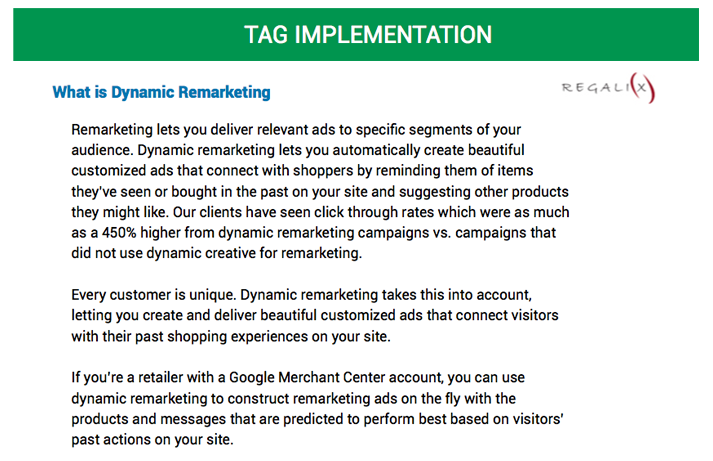 TAG IMPLEMENTATION
What is Dynamic Remarketing
REGALI(X)
Remarketing lets you deliver relevant ads to specific segments of your
audience. Dynamic remarketing lets you automatically create beautiful
customized ads that connect with shoppers by reminding them of items
they've seen or bought in the past on your site and suggesting other products
they might like. Our clients have seen click through rates which were as much
as a 450% higher from dynamic remarketing campaigns vs. campaigns that
did not use dynamic creative for remarketing.
Every customer is unique. Dynamic remarketing takes this into account,
letting you create and deliver beautiful customized ads that connect visitors
with their past shopping experiences on your site.
If you're a retailer with a Google Merchant Center account, you can use
dynamic remarketing to construct remarketing ads on the fly with the
products and messages that are predicted to perform best based on visitors'
past actions on your site.